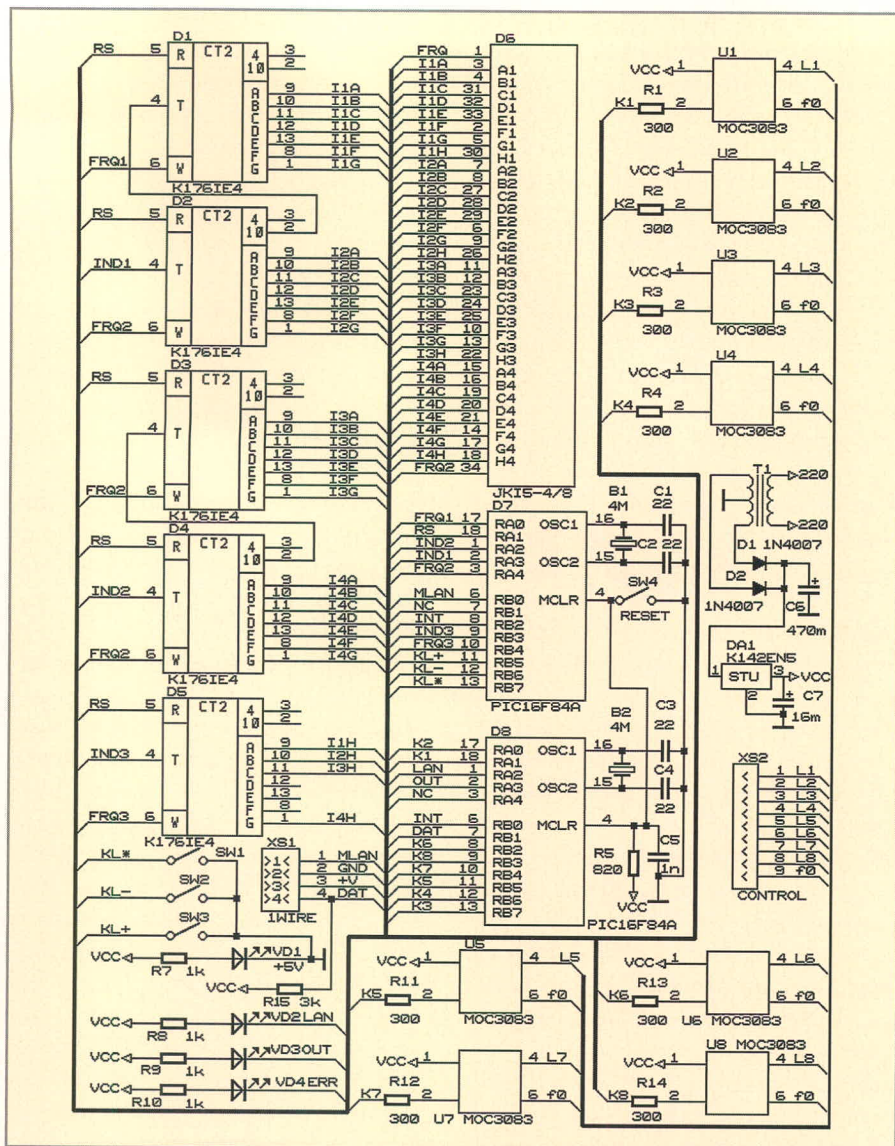 D1
RS 5 R CT2 4 3
10 2
4 T A 9 I1A
B 10 I1B
C 11 I1C
D 12 I1D
E 13 I1E
F 8 I1F
FRQ1 6 W G 1 I1G
K176IE4
D2
RS 5 R CT2 4 3
10 2
IND1 4 T A 9 I2A
B 10 I2B
C 11 I2C
D 12 I2D
E 13 I2E
F 8 I2F
FRQ2 6 W G 1 I2G
K176IE4
D3
RS 5 R CT2 4 3
10 2
4 T A 9 I3A
B 10 I3B
C 11 I3C
D 12 I3D
E 13 I3E
F 8 I3F
FRQ2 6 W G 1 I3G
K176IE4
D4
RS 5 R CT2 4 3
10 2
IND2 4 T A 9 I4A
B 10 I4B
C 11 I4C
D 12 I4D
E 13 I4E
F 8 I4F
FRQ2 6 W G 1 I4G
K176IE4
D5
RS 5 R CT2 4 3
10 2
IND3 4 T A 9 I1H
B 10 I2H
C 11 I3H
D 12
E 13
F 8
FRQ3 6 W G 1 I4H
K176IE4
KL* SW1
KL- SW2
KL+ SW3
XS1
1 MLAN
2 GND
3 +V
4 DAT
1WIRE
VCC R7 1k VD1 +5V
VCC R15 3k
VCC R8 1k VD2LAN
VCC R9 1k VD3OUT
VCC R10 1k VD4ERR
D6
FRQ 1
I1A 3 A1
I1B 4 B1
I1C 31 C1
I1D 32 D1
I1E 33 E1
I1F 2 F1
I1G 5 G1
I1H 30 H1
I2A 7 A2
I2B 8 B2
I2C 27 C2
I2D 28 D2
I2E 29 E2
I2F 6 F2
I2G 9 G2
I2H 26 H2
I3A 11 A3
I3B 12 B3
I3C 23 C3
I3D 24 D3
I3E 25 E3
I3F 10 F3
I3G 13 G3
I3H 22 H3
I4A 15 A4
I4B 16 B4
I4C 19 C4
I4D 20 D4
I4E 21 E4
I4F 14 F4
I4G 17 G4
I4H 18 H4
FRQ2 34
JKI5-4/8
D7
FRQ1 17 RA0 OSC1 16
RS 18 RA1
IND2 1 RA2
IND1 2 RA3 OSC2 15
FRQ2 3 RA4
MLAN 6 RB0 MCLR 4
NC 7 RB1
INT 8 RB2
IND3 9 RB3
FRQ3 10 RB4
KL+ 11 RB5
KL- 12 RB6
KL* 13 RB7
PIC16F84A
B1 4M
C1 22
C2 22
SW4
RESET
D8
K2 17 RA0 OSC1 16
K1 18 RA1
LAN 1 RA2
OUT 2 RA3 OSC2 15
NC 3 RA4
INT 6 RB0 MCLR 4
DAT 7 RB1
K6 8 RB2
K8 9 RB3
K7 10 RB4
K5 11 RB5
K4 12 RB6
K3 13 RB7
PIC16F84A
B2 4M
C3 22
C4 22
R5 820
C5 1n
VCC
U1
VCC 1 4 L1
K1 R1 300 2 6 f0
MOC3083
U2
VCC 1 4 L2
K2 R2 300 2 6 f0
MOC3083
U3
VCC 1 4 L3
K3 R3 300 2 6 f0
MOC3083
U4
VCC 1 4 L4
K4 R4 300 2 6 f0
MOC3083
T1
220
220
D1 1N4007
D2
1N4007
C6
470m
DA1
K142EN5
1 STU 3 VCC
2
C7
16m
XS2
1 L1
2 L2
3 L3
4 L4
5 L5
6 L6
7 L7
8 L8
9 f0
CONTROL
U5
VCC 1 4 L5
K5 R11 300 2 6 f0
MOC3083
VCC 1 4 L6
K6 R13 300 2 6 f0
U6 MOC3083
VCC 1 4 L7
K7 R12 300 2 6 f0
U7 MOC3083
U8 MOC3083
VCC 1 4 L8
K8 R14 300 2 6 f0